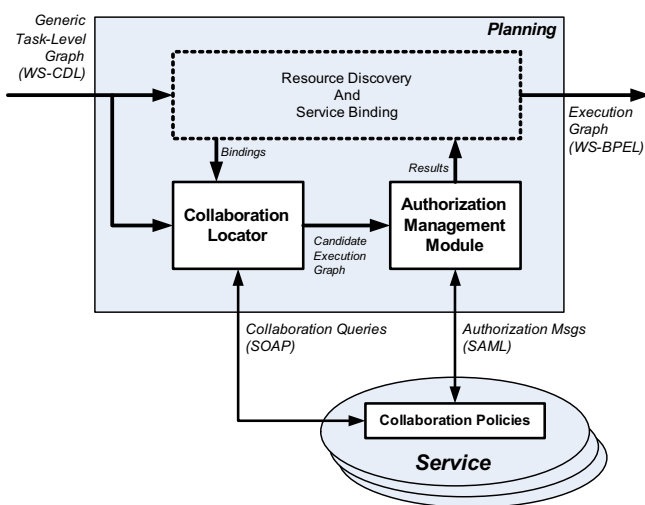 Generic
Task-Level
Graph
(WS-CDL)
Planning
Resource Discovery
And
Service Binding
Execution
Graph
(WS-BPEL)
Bindings
Results
Collaboration
Locator
Candidate
Execution
Graph
Authorization
Management
Module
Collaboration Queries
(SOAP)
Authorization Msgs
(SAML)
Collaboration Policies
Service